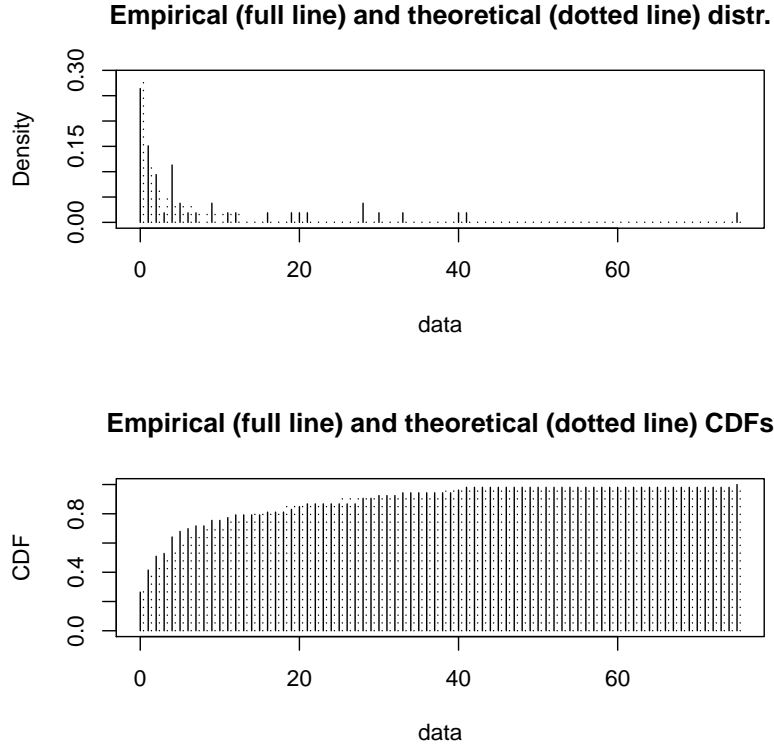 Empirical (full line) and theoretical (dotted line) distr.
0.30
0.15
0.00
Density
0 20 40 60
data
Empirical (full line) and theoretical (dotted line) CDFs
0.8
0.4
0.0
CDF
0 20 40 60
data